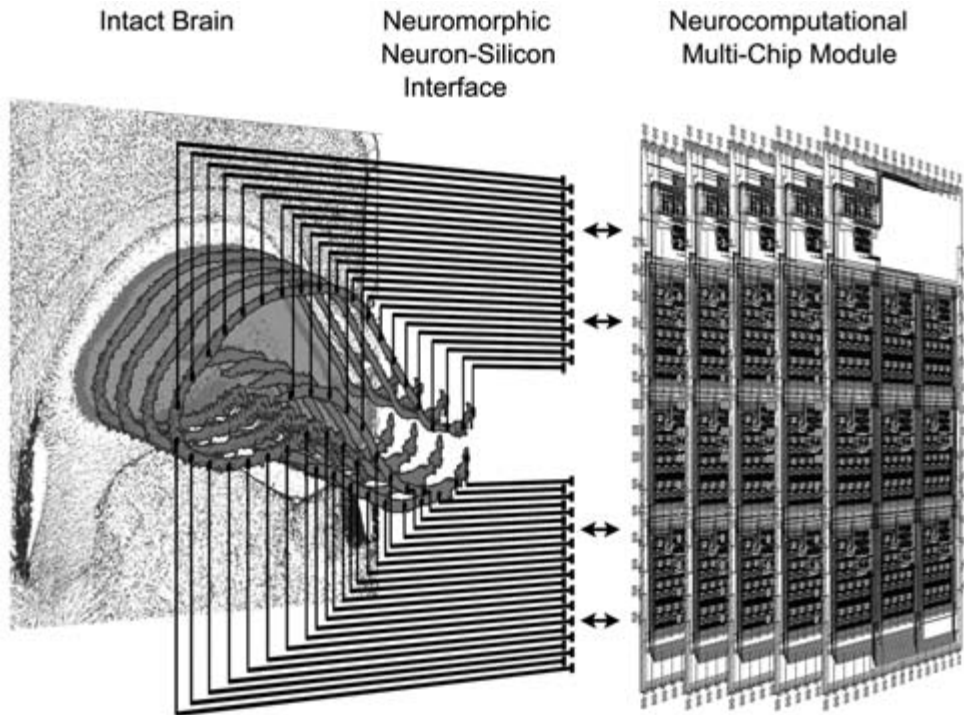 Intact Brain
Neuromorphic
Neuron-Silicon
Interface
Neurocomputational
Multi-Chip Module